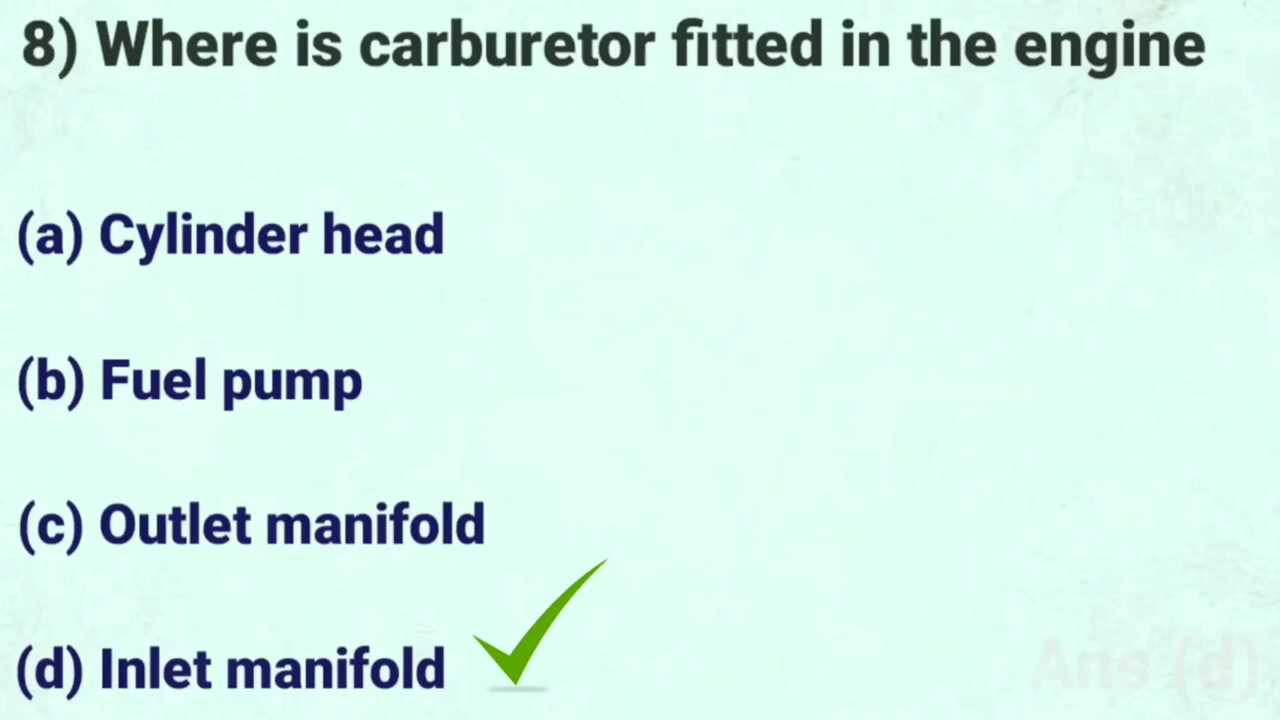 8) Where is carburetor fitted in the engine
(a) Cylinder head
(b) Fuel pump
(c) Outlet manifold
(d) Inlet manifold
Ans (d)